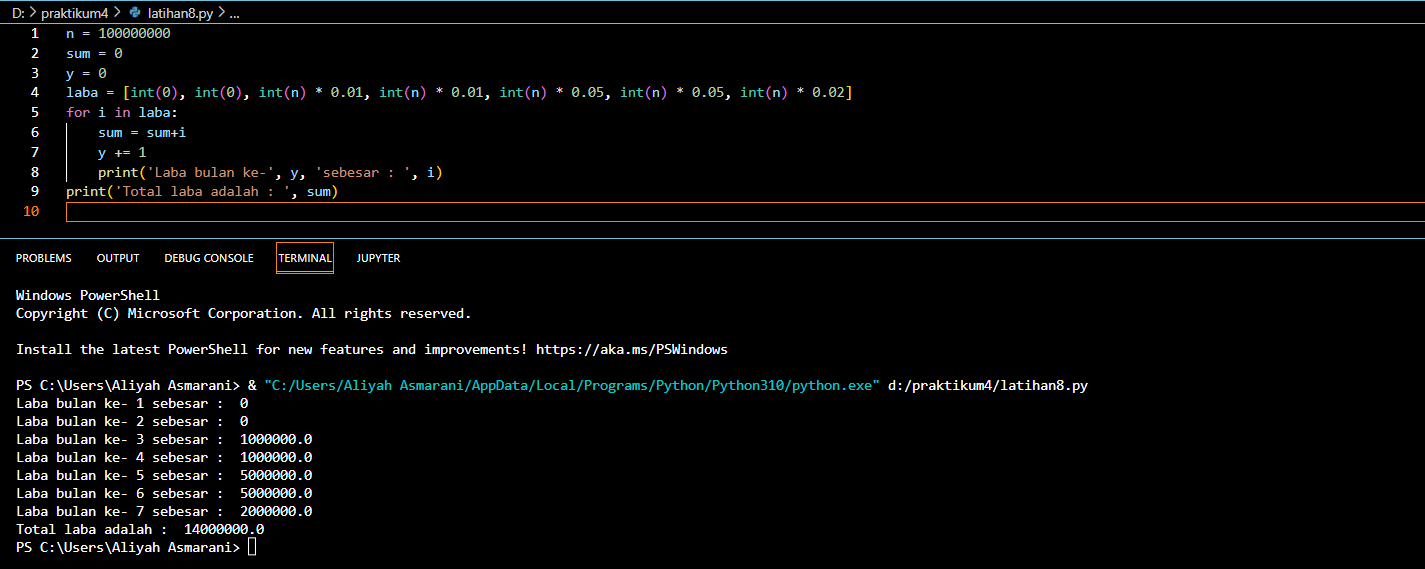 D: > praktikum4 > latihan8.py > ...
1 n = 100000000
2 sum = 0
3 y = 0
4 laba = [int(0), int(0), int(n) * 0.01, int(n) * 0.01, int(n) * 0.05, int(n) * 0.05, int(n) * 0.02]
5 for i in laba:
6     sum = sum+i
7     y += 1
8     print('Laba bulan ke-', y, 'sebesar : ', i)
9 print('Total laba adalah : ', sum)
10
PROBLEMS OUTPUT DEBUG CONSOLE TERMINAL JUPYTER
Windows PowerShell
Copyright (C) Microsoft Corporation. All rights reserved.
Install the latest PowerShell for new features and improvements! https://aka.ms/PSWindows
PS C:\Users\Aliyah Asmarani> & "C:/Users/Aliyah Asmarani/AppData/Local/Programs/Python/Python310/python.exe" d:/praktikum4/latihan8.py
Laba bulan ke- 1 sebesar :  0
Laba bulan ke- 2 sebesar :  0
Laba bulan ke- 3 sebesar :  1000000.0
Laba bulan ke- 4 sebesar :  1000000.0
Laba bulan ke- 5 sebesar :  5000000.0
Laba bulan ke- 6 sebesar :  5000000.0
Laba bulan ke- 7 sebesar :  2000000.0
Total laba adalah :  14000000.0
PS C:\Users\Aliyah Asmarani>